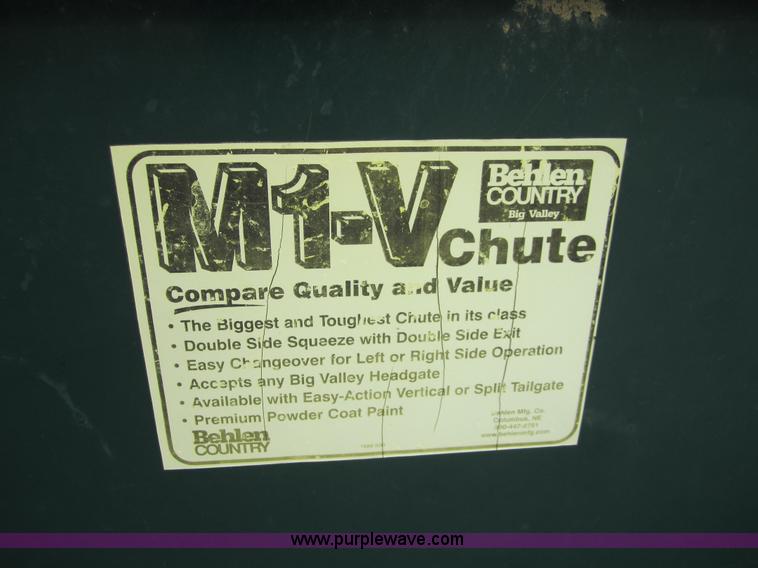 M1-V
Behlen
COUNTRY
Big Valley
Chute
Compare Quality and Value
• The Biggest and Toughest Chute in its class
• Double Side Squeeze with Double Side Exit
• Easy Changeover for Left or Right Side Operation
• Accepts any Big Valley Headgate
• Available with Easy-Action Vertical or Split Tailgate
• Premium Powder Coat Paint
Behlen Mfg. Co.
Columbus, NE
www.behlenmfg.com
Behlen
COUNTRY
www.purplewave.com